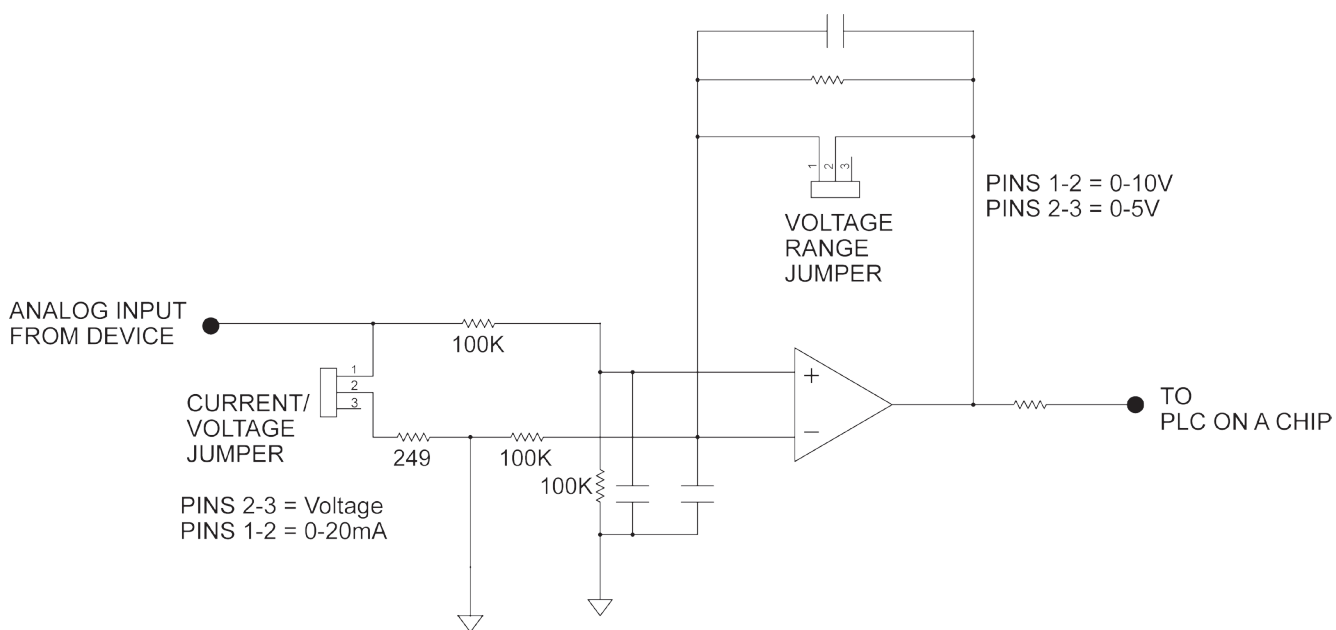 1
2
3
PINS 1-2 = 0-10V
PINS 2-3 = 0-5V
VOLTAGE
RANGE
JUMPER
ANALOG INPUT
FROM DEVICE
100K
1
2
3
CURRENT/
VOLTAGE
JUMPER
249
100K
100K
+
−
TO
PLC ON A CHIP
PINS 2-3 = Voltage
PINS 1-2 = 0-20mA